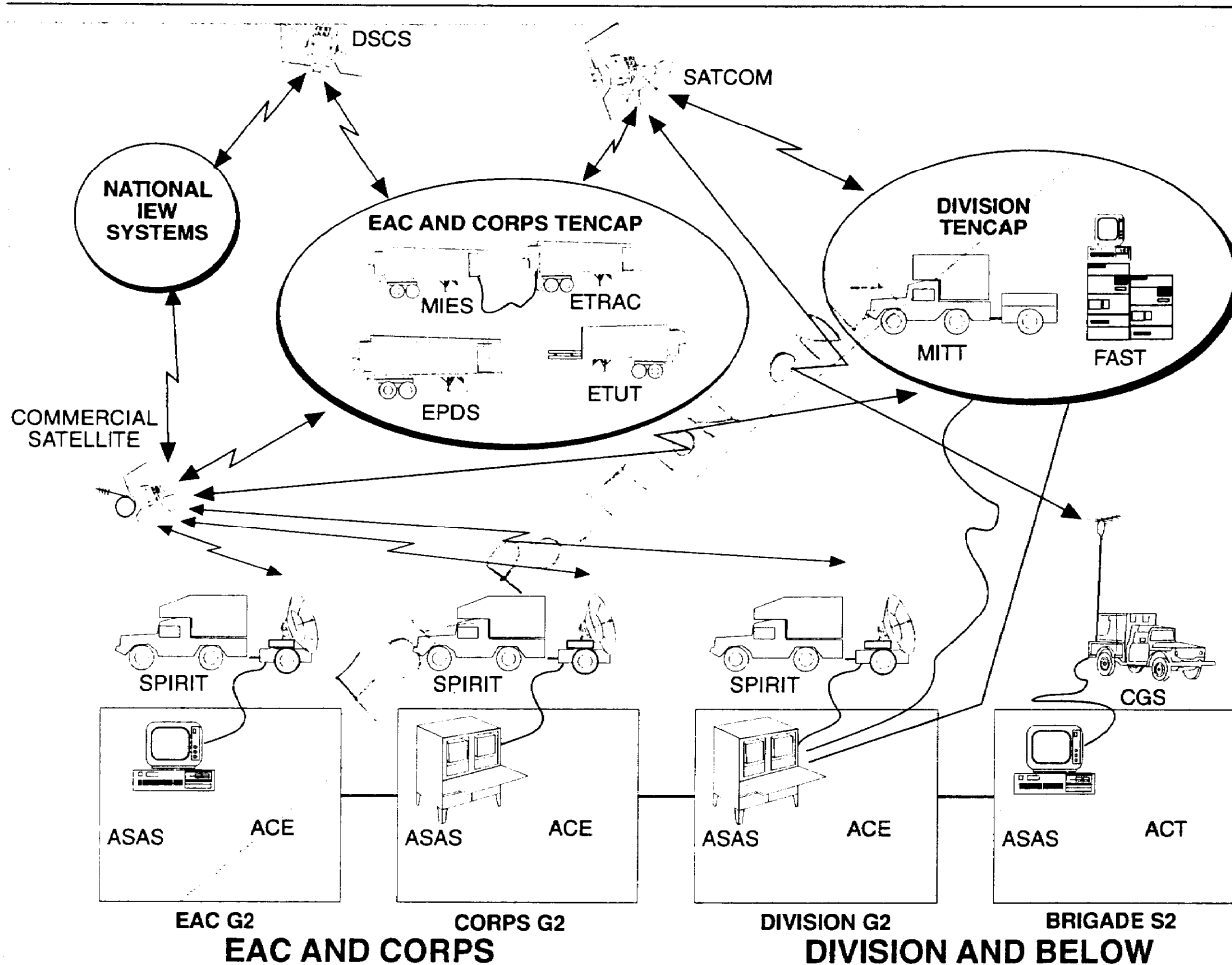 DSCS
SATCOM
NATIONAL
IEW
SYSTEMS
EAC AND CORPS TENCAP
MIES
ETRAC
EPDS
ETUT
DIVISION
TENCAP
MITT
FAST
COMMERCIAL
SATELLITE
SPIRIT
SPIRIT
SPIRIT
CGS
ASAS
ACE
ASAS
ACE
ASAS
ACE
ASAS
ACT
EAC G2
CORPS G2
DIVISION G2
BRIGADE S2
EAC AND CORPS
DIVISION AND BELOW